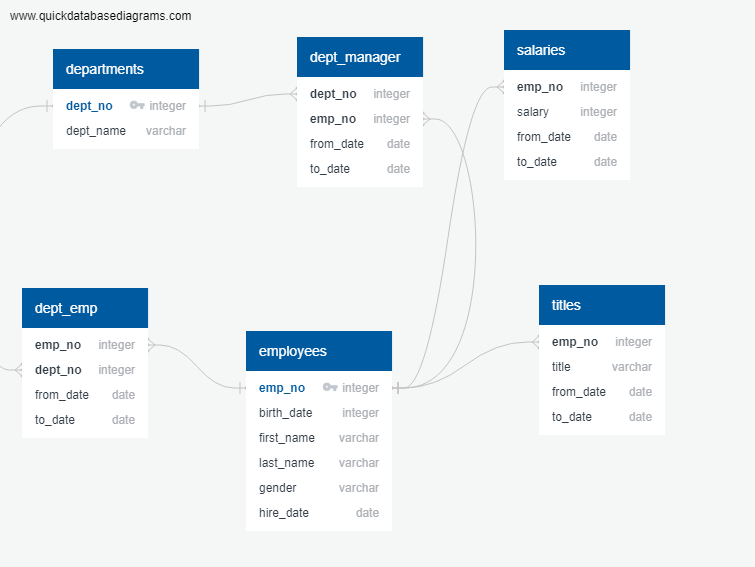 www.quickdatabasediagrams.com
departments
dept_no integer
dept_name varchar
dept_manager
dept_no integer
emp_no integer
from_date date
to_date date
salaries
emp_no integer
salary integer
from_date date
to_date date
dept_emp
emp_no integer
dept_no integer
from_date date
to_date date
employees
emp_no integer
birth_date integer
first_name varchar
last_name varchar
gender varchar
hire_date date
titles
emp_no integer
title varchar
from_date date
to_date date